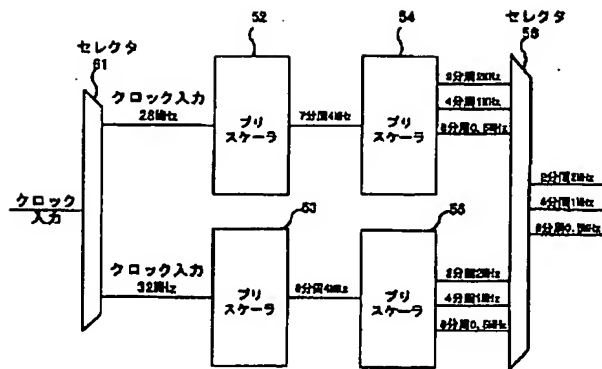 52
54
セレクタ
56
セレクタ
51
クロック入力
28MHz
プリ
スケーラ
7分周4MHz
プリ
スケーラ
2分周2MHz
4分周1MHz
8分周0.5MHz
クロック
入力
2分周2MHz
4分周1MHz
8分周0.5MHz
53
55
クロック入力
32MHz
プリ
スケーラ
8分周4MHz
プリ
スケーラ
2分周2MHz
4分周1MHz
8分周0.5MHz